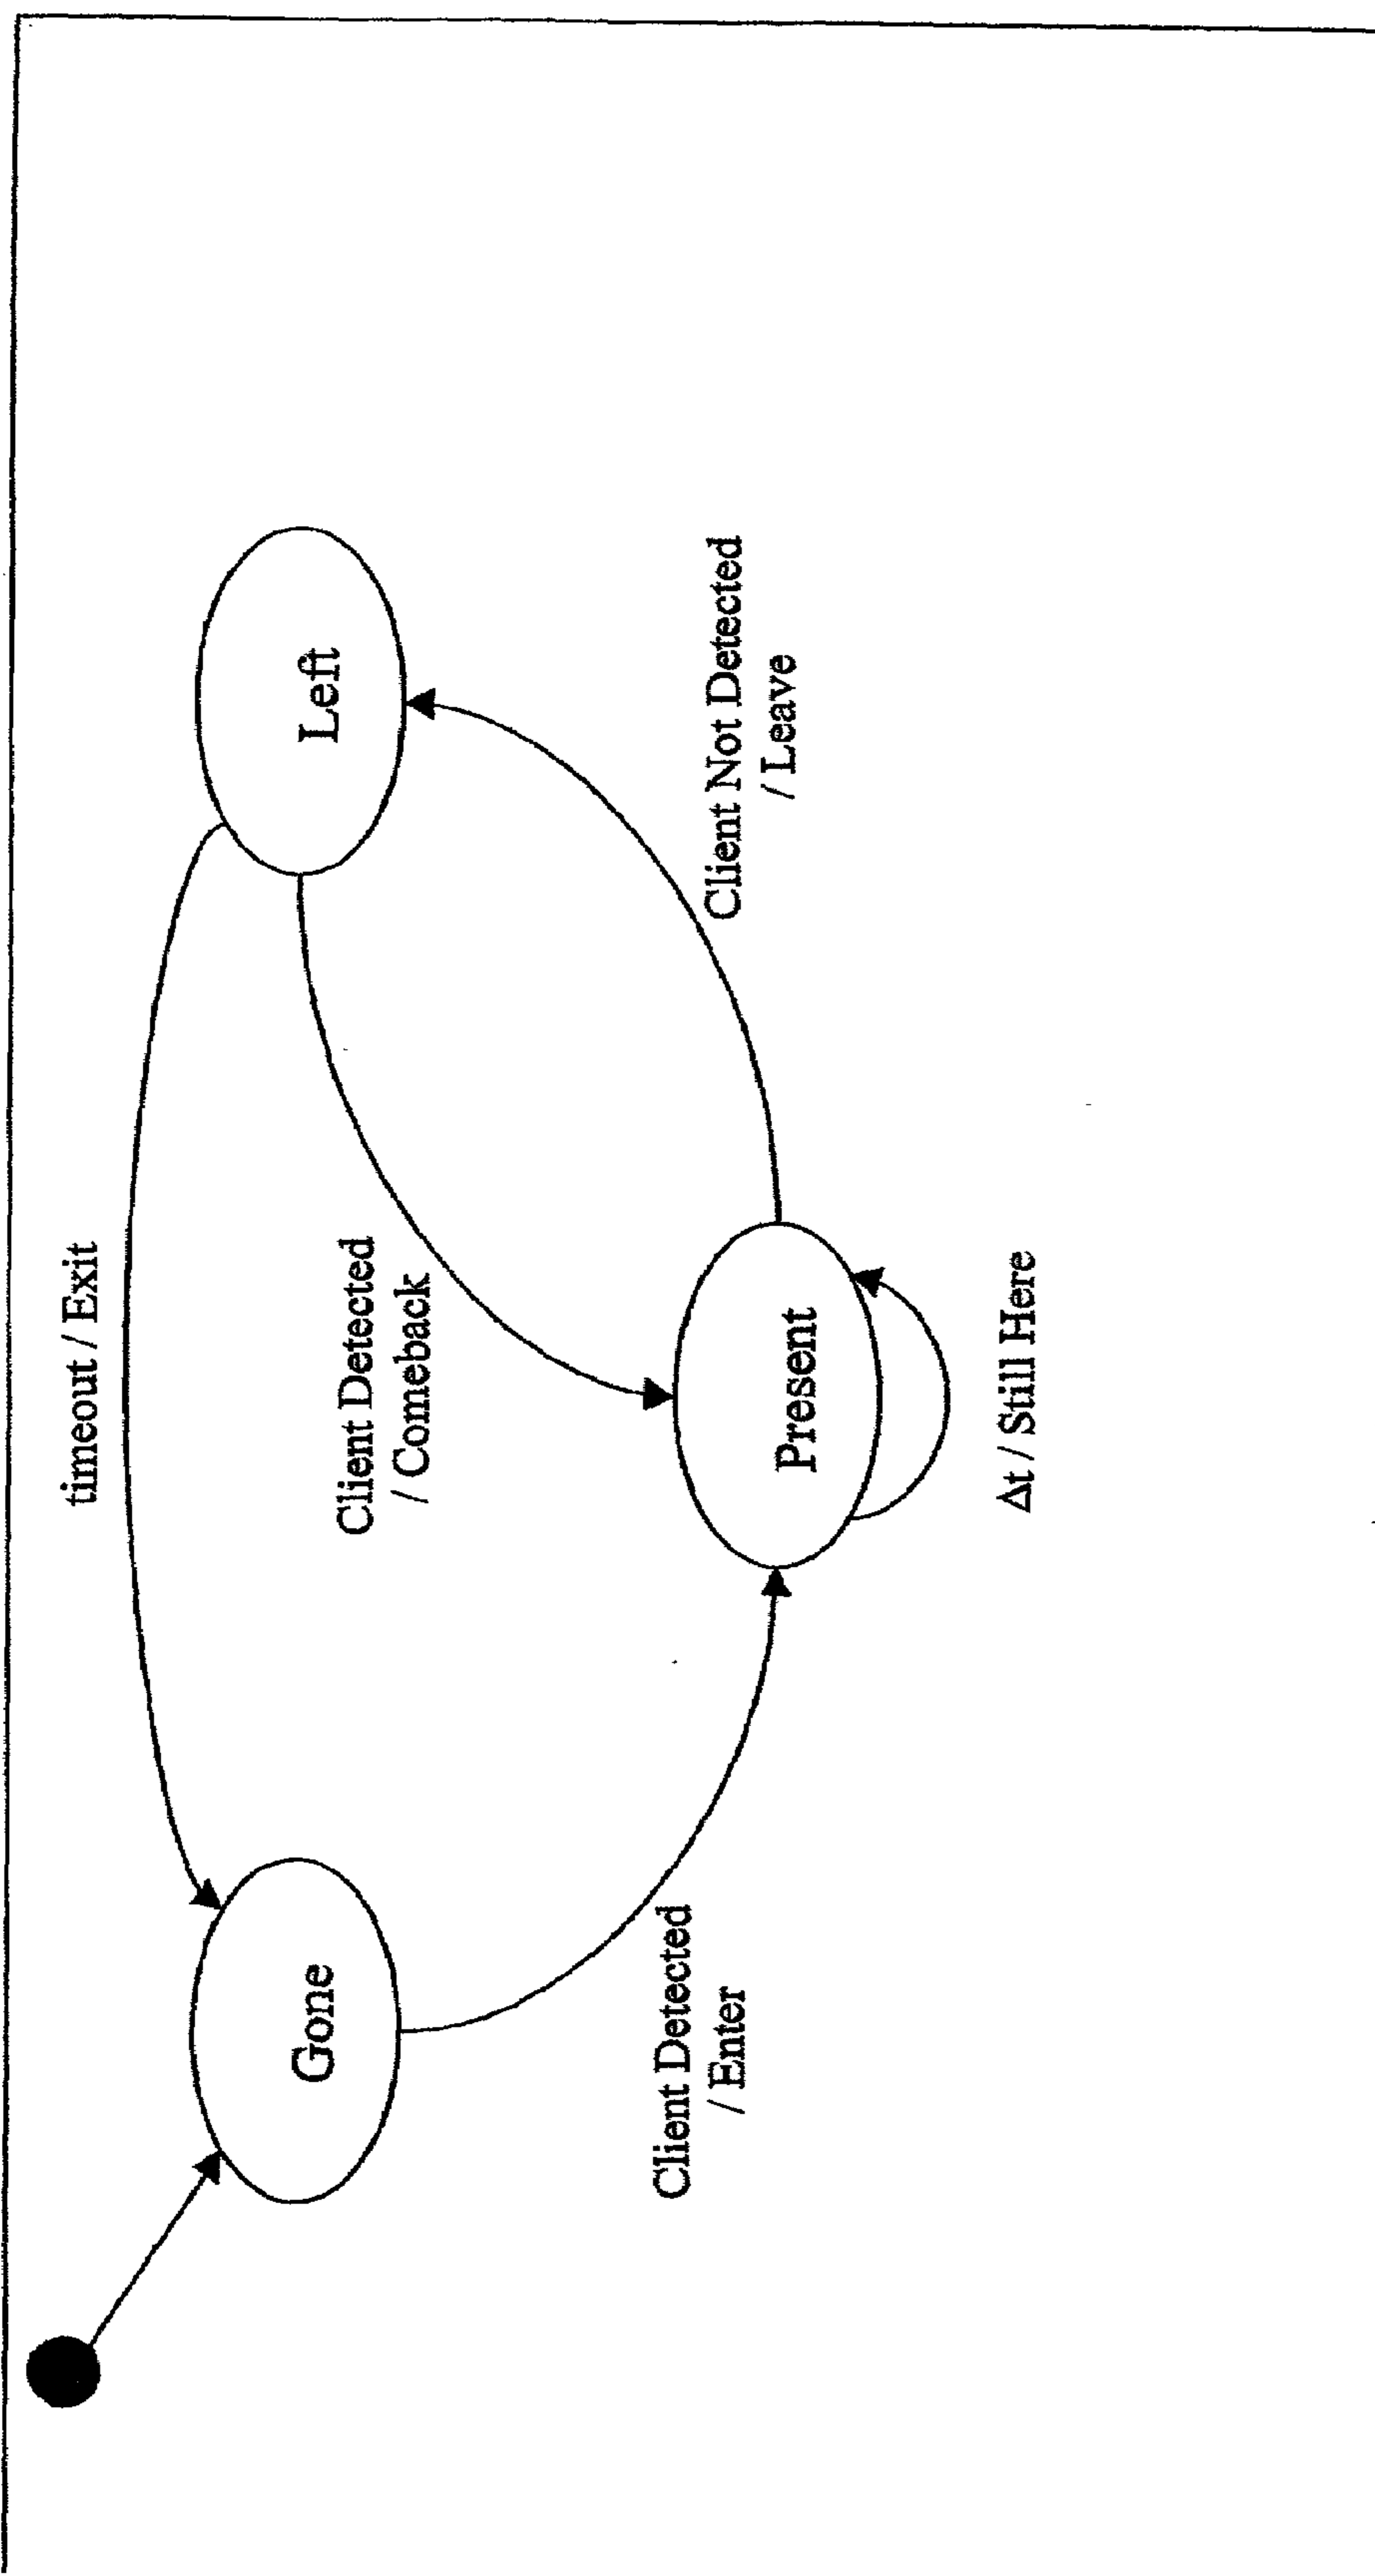 timeout / Exit
Gone
Left
Client Detected
/ Comeback
Client Detected
/ Enter
Client Not Detected
/ Leave
Present
Δt / Still Here